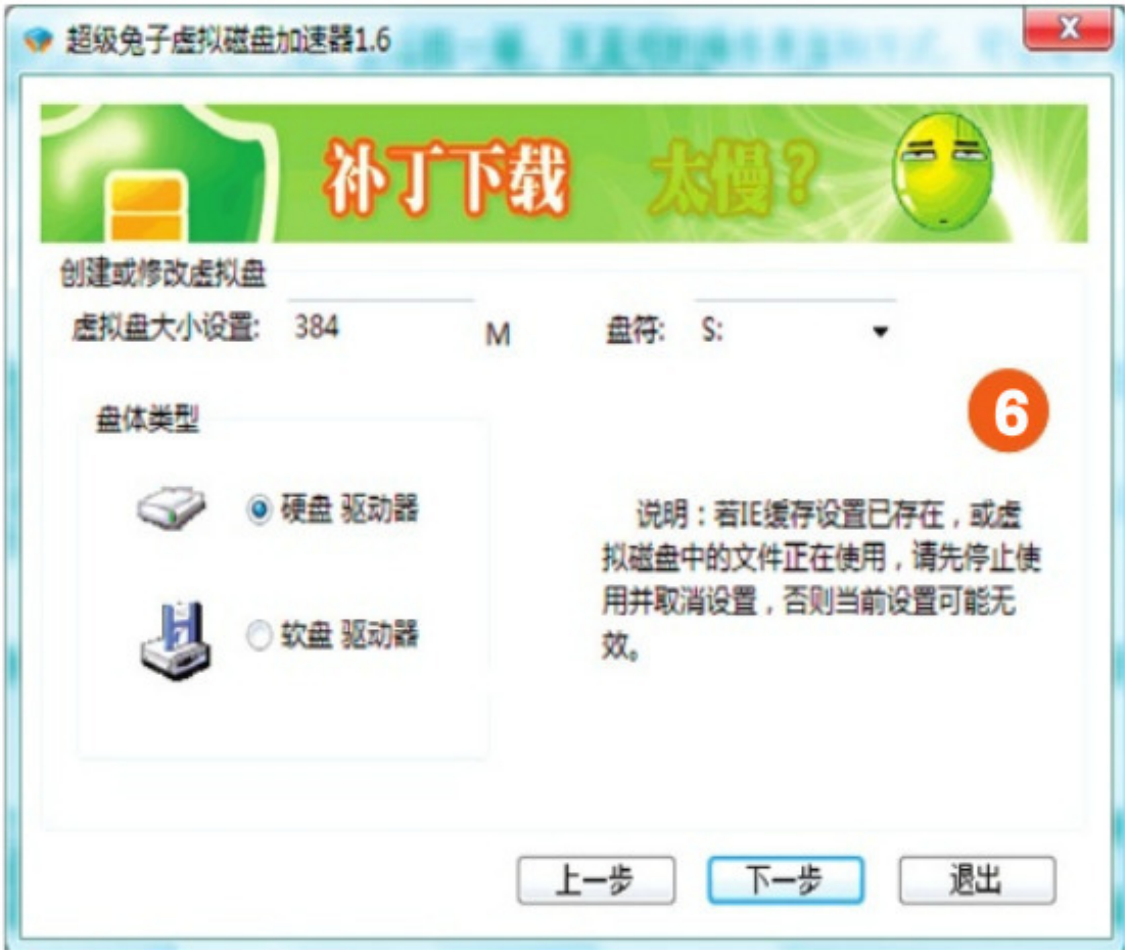 超级兔子虚拟磁盘加速器1.6
X
补丁下载 太慢?
创建或修改虚拟盘
虚拟盘大小设置: 384 M 盘符: S:
盘体类型
6
硬盘 驱动器
软盘 驱动器
说明：若IE缓存设置已存在，或虚
拟磁盘中的文件正在使用，请先停止使
用并取消设置，否则当前设置可能无
效。
上一步 下一步 退出